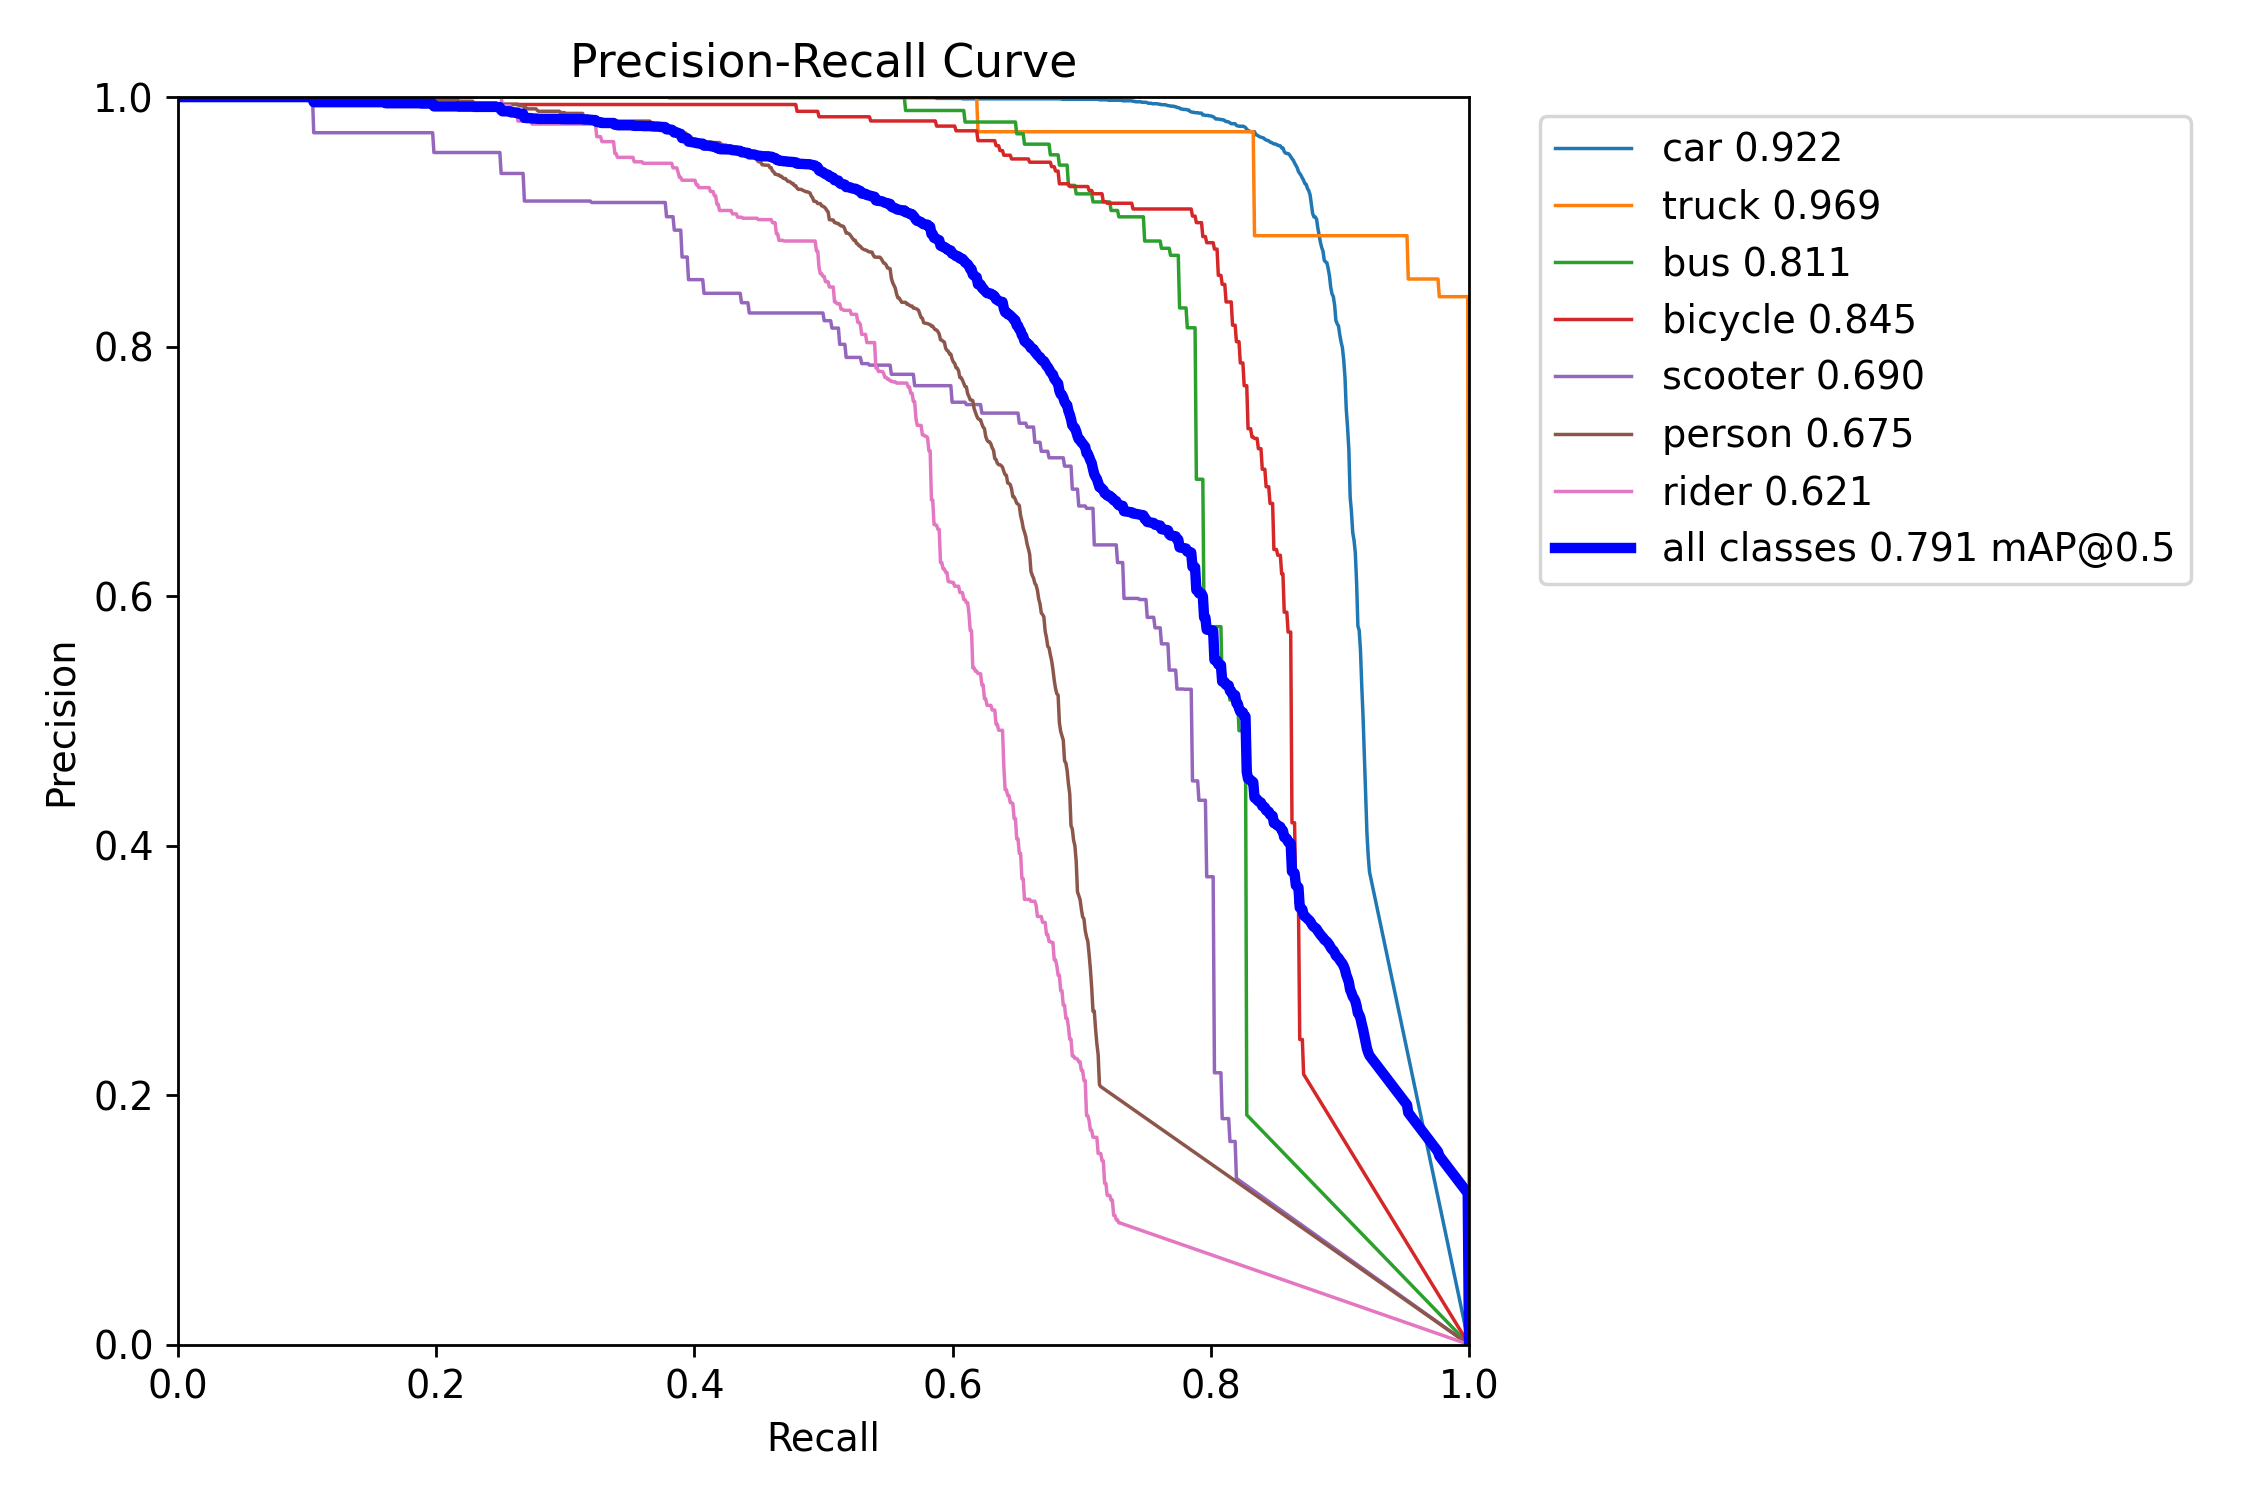 Precision-Recall Curve
1.0
0.8
0.6
0.4
0.2
0.0
Precision
0.0 0.2 0.4 0.6 0.8 1.0
Recall
car 0.922
truck 0.969
bus 0.811
bicycle 0.845
scooter 0.690
person 0.675
rider 0.621
all classes 0.791 mAP@0.5